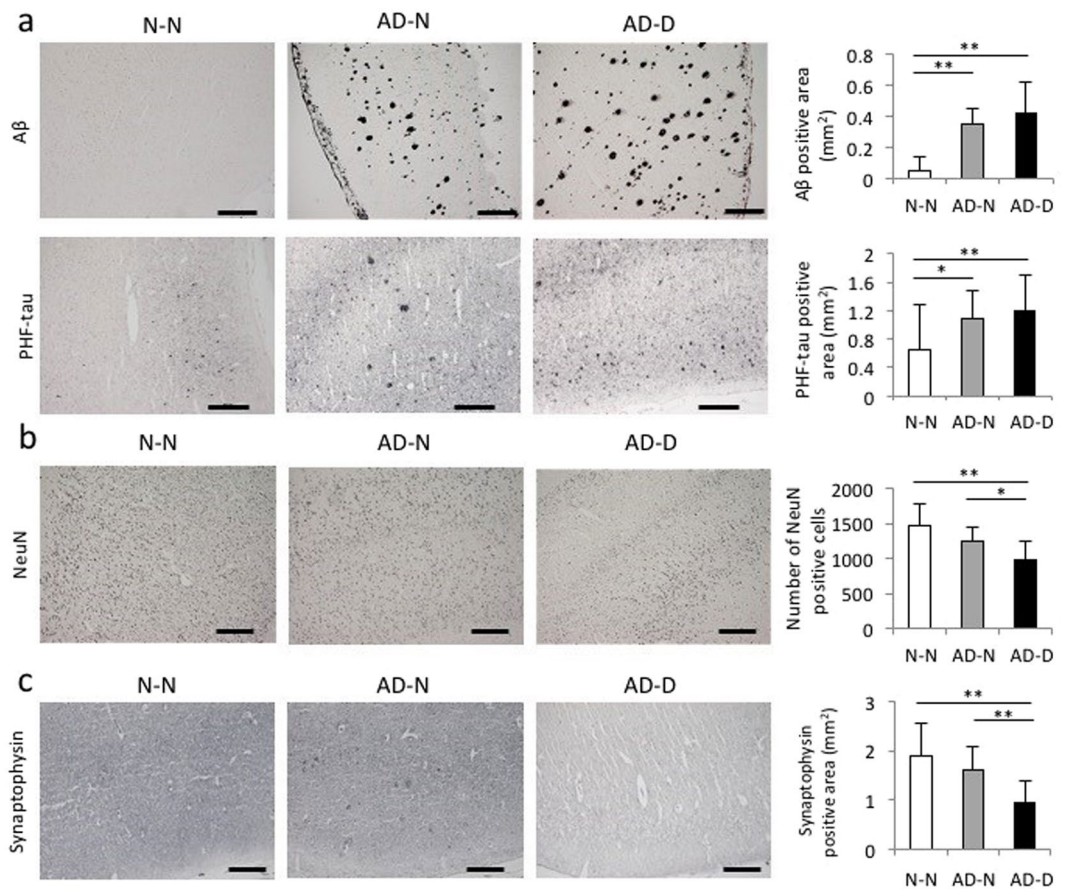 a
N-N AD-N AD-D
Aβ
Aβ positive area
(mm²)
0.8
0.6
0.4
0.2
0
** 
**
N-N AD-N AD-D
PHF-tau
PHF-tau positive
area (mm²)
2
1.6
1.2
0.8
0.4
0
**
*
N-N AD-N AD-D
b
N-N AD-N AD-D
NeuN
Number of NeuN
positive cells
2000
1500
1000
500
0
**
*
N-N AD-N AD-D
c
N-N AD-N AD-D
Synaptophysin
Synaptophysin
positive area (mm²)
3
2
1
0
**
**
N-N AD-N AD-D